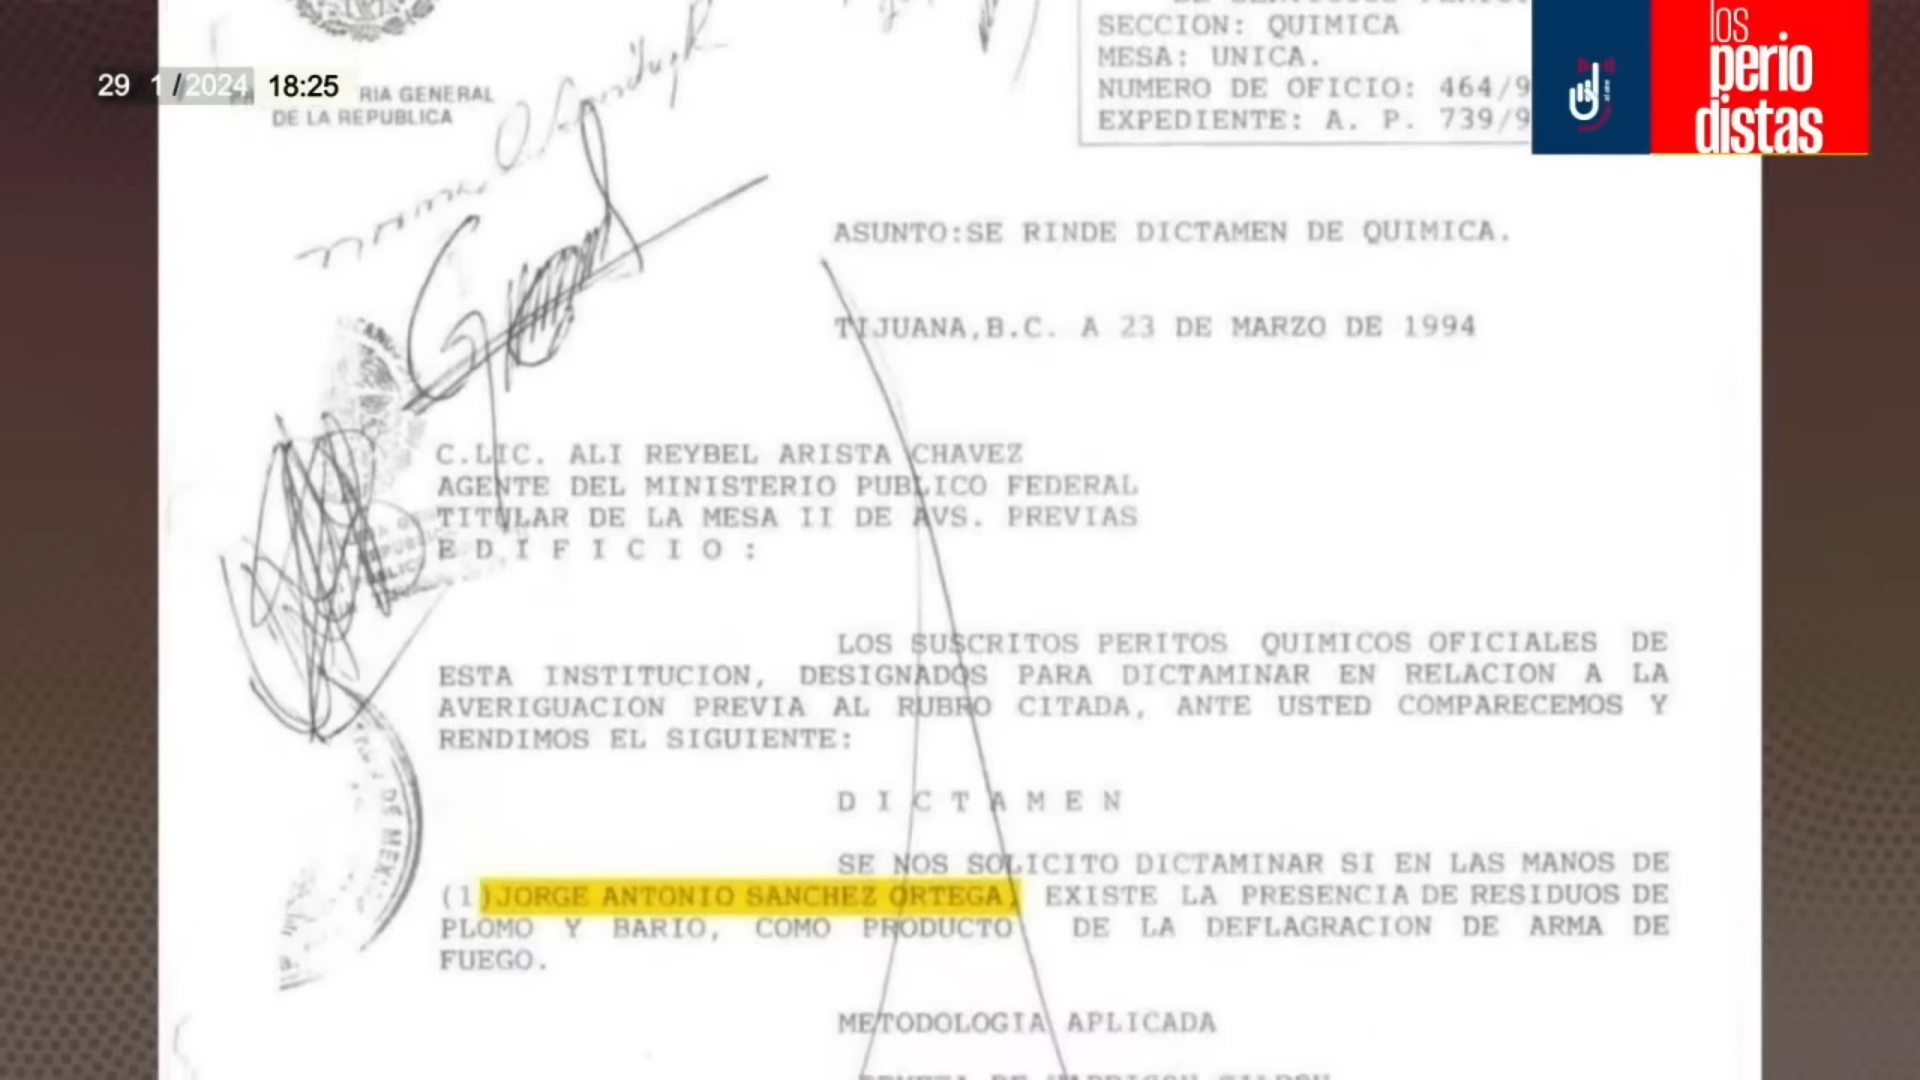 SECCION: QUIMICA
MESA: UNICA.
NUMERO DE OFICIO: 464/9
EXPEDIENTE: A. P. 739/9
los
perio
distas
29 1/2024 18:25
RIA GENERAL
DE LA REPUBLICA
ASUNTO:SE RINDE DICTAMEN DE QUIMICA.
TIJUANA,B.C. A 23 DE MARZO DE 1994
C.LIC. ALI REYBEL ARISTA CHAVEZ
AGENTE DEL MINISTERIO PUBLICO FEDERAL
TITULAR DE LA MESA II DE AVS. PREVIAS
E D I F I C I O :
LOS SUSCRITOS PERITOS QUIMICOS OFICIALES DE
ESTA INSTITUCION, DESIGNADOS PARA DICTAMINAR EN RELACION A LA
AVERIGUACION PREVIA AL RUBRO CITADA, ANTE USTED COMPARECEMOS Y
RENDIMOS EL SIGUIENTE:
D I C T A M E N
SE NOS SOLICITO DICTAMINAR SI EN LAS MANOS DE
(1)JORGE ANTONIO SANCHEZ ORTEGA, EXISTE LA PRESENCIA DE RESIDUOS DE
PLOMO Y BARIO, COMO PRODUCTO DE LA DEFLAGRACION DE ARMA DE
FUEGO.
DE MEX
METODOLOGIA APLICADA